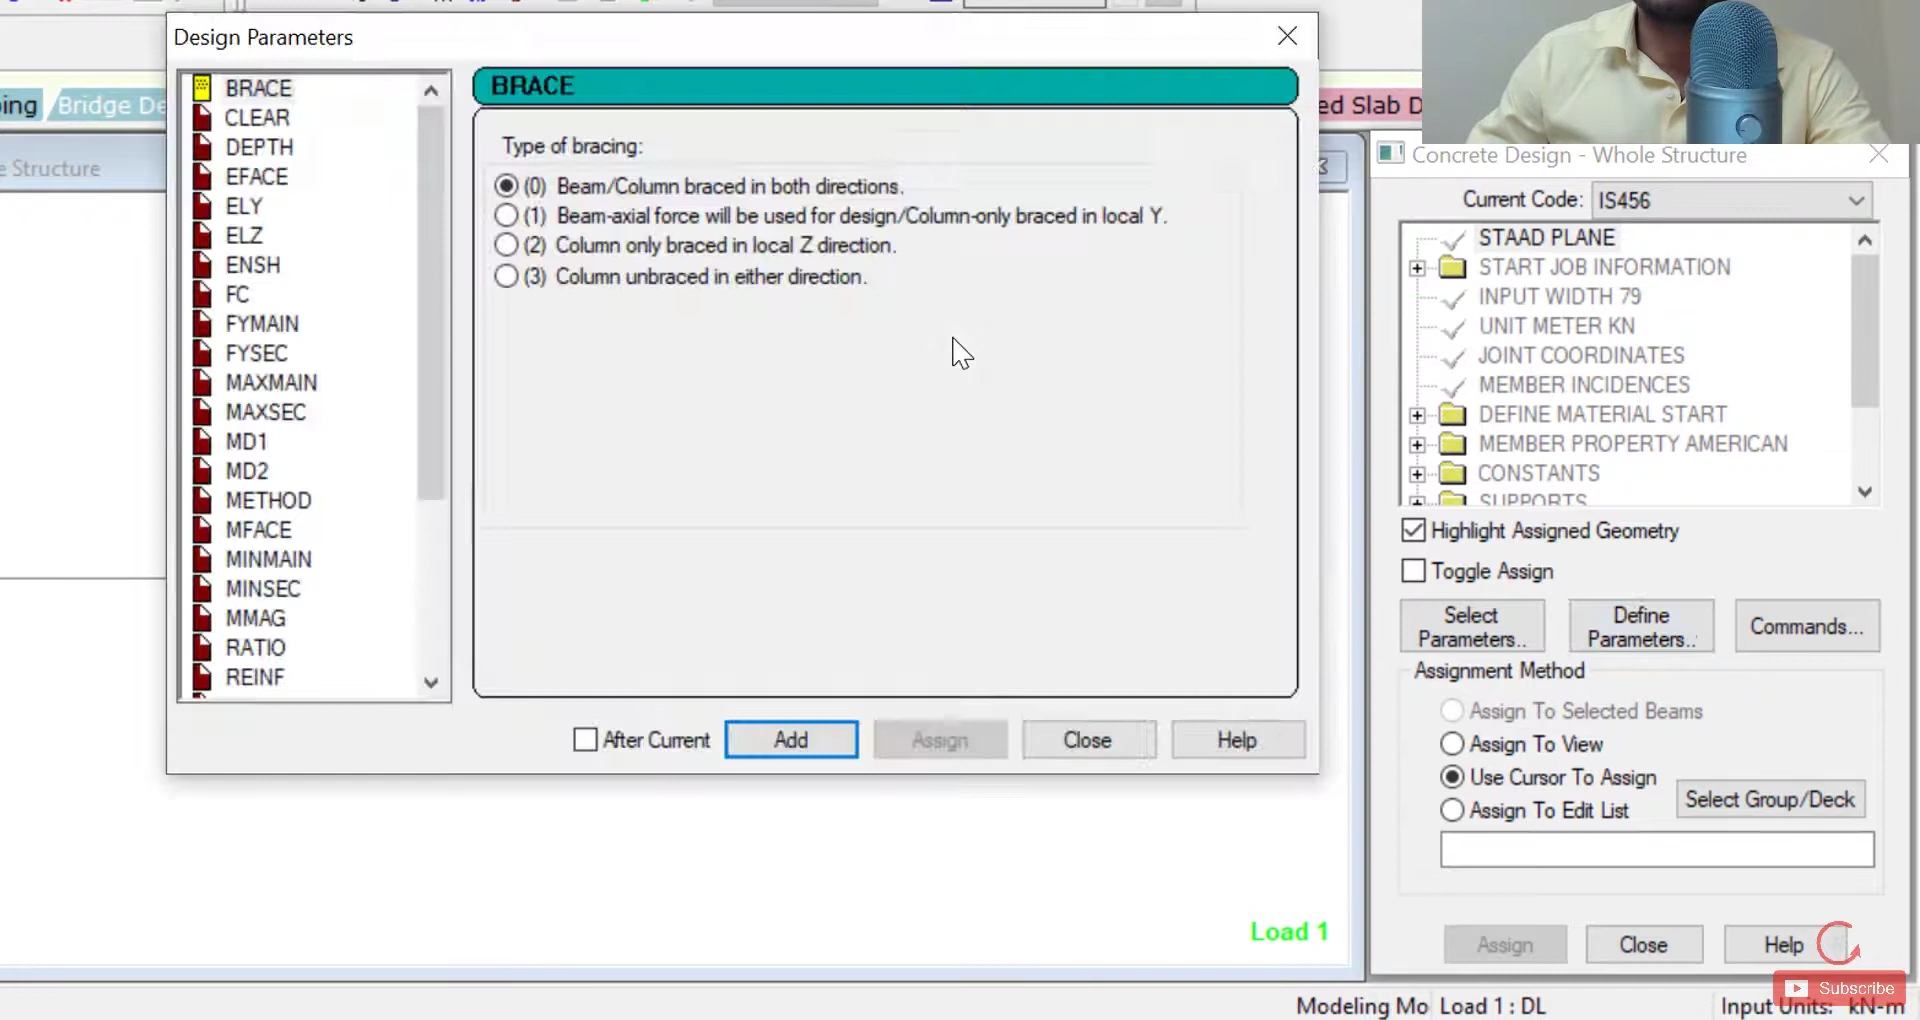 Design Parameters
BRACE
CLEAR
DEPTH
EFACE
ELY
ELZ
ENSH
FC
FYMAIN
FYSEC
MAXMAIN
MAXSEC
MD1
MD2
METHOD
MFACE
MINMAIN
MINSEC
MMAG
RATIO
REINF
BRACE
Type of bracing:
(0) Beam/Column braced in both directions.
(1) Beam-axial force will be used for design/Column-only braced in local Y.
(2) Column only braced in local Z direction.
(3) Column unbraced in either direction.
After Current
Add
Assign
Close
Help
ping
Bridge De
e Structure
ed Slab D
Load 1
Concrete Design - Whole Structure
Current Code: IS456
STAAD PLANE
START JOB INFORMATION
INPUT WIDTH 79
UNIT METER KN
JOINT COORDINATES
MEMBER INCIDENCES
DEFINE MATERIAL START
MEMBER PROPERTY AMERICAN
CONSTANTS
SUPPORTS
Highlight Assigned Geometry
Toggle Assign
Select Parameters..
Define Parameters..
Commands...
Assignment Method
Assign To Selected Beams
Assign To View
Use Cursor To Assign
Assign To Edit List
Select Group/Deck
Assign
Close
Help
Subscribe
Modeling Mo
Load 1 : DL
Input Units: kN-m